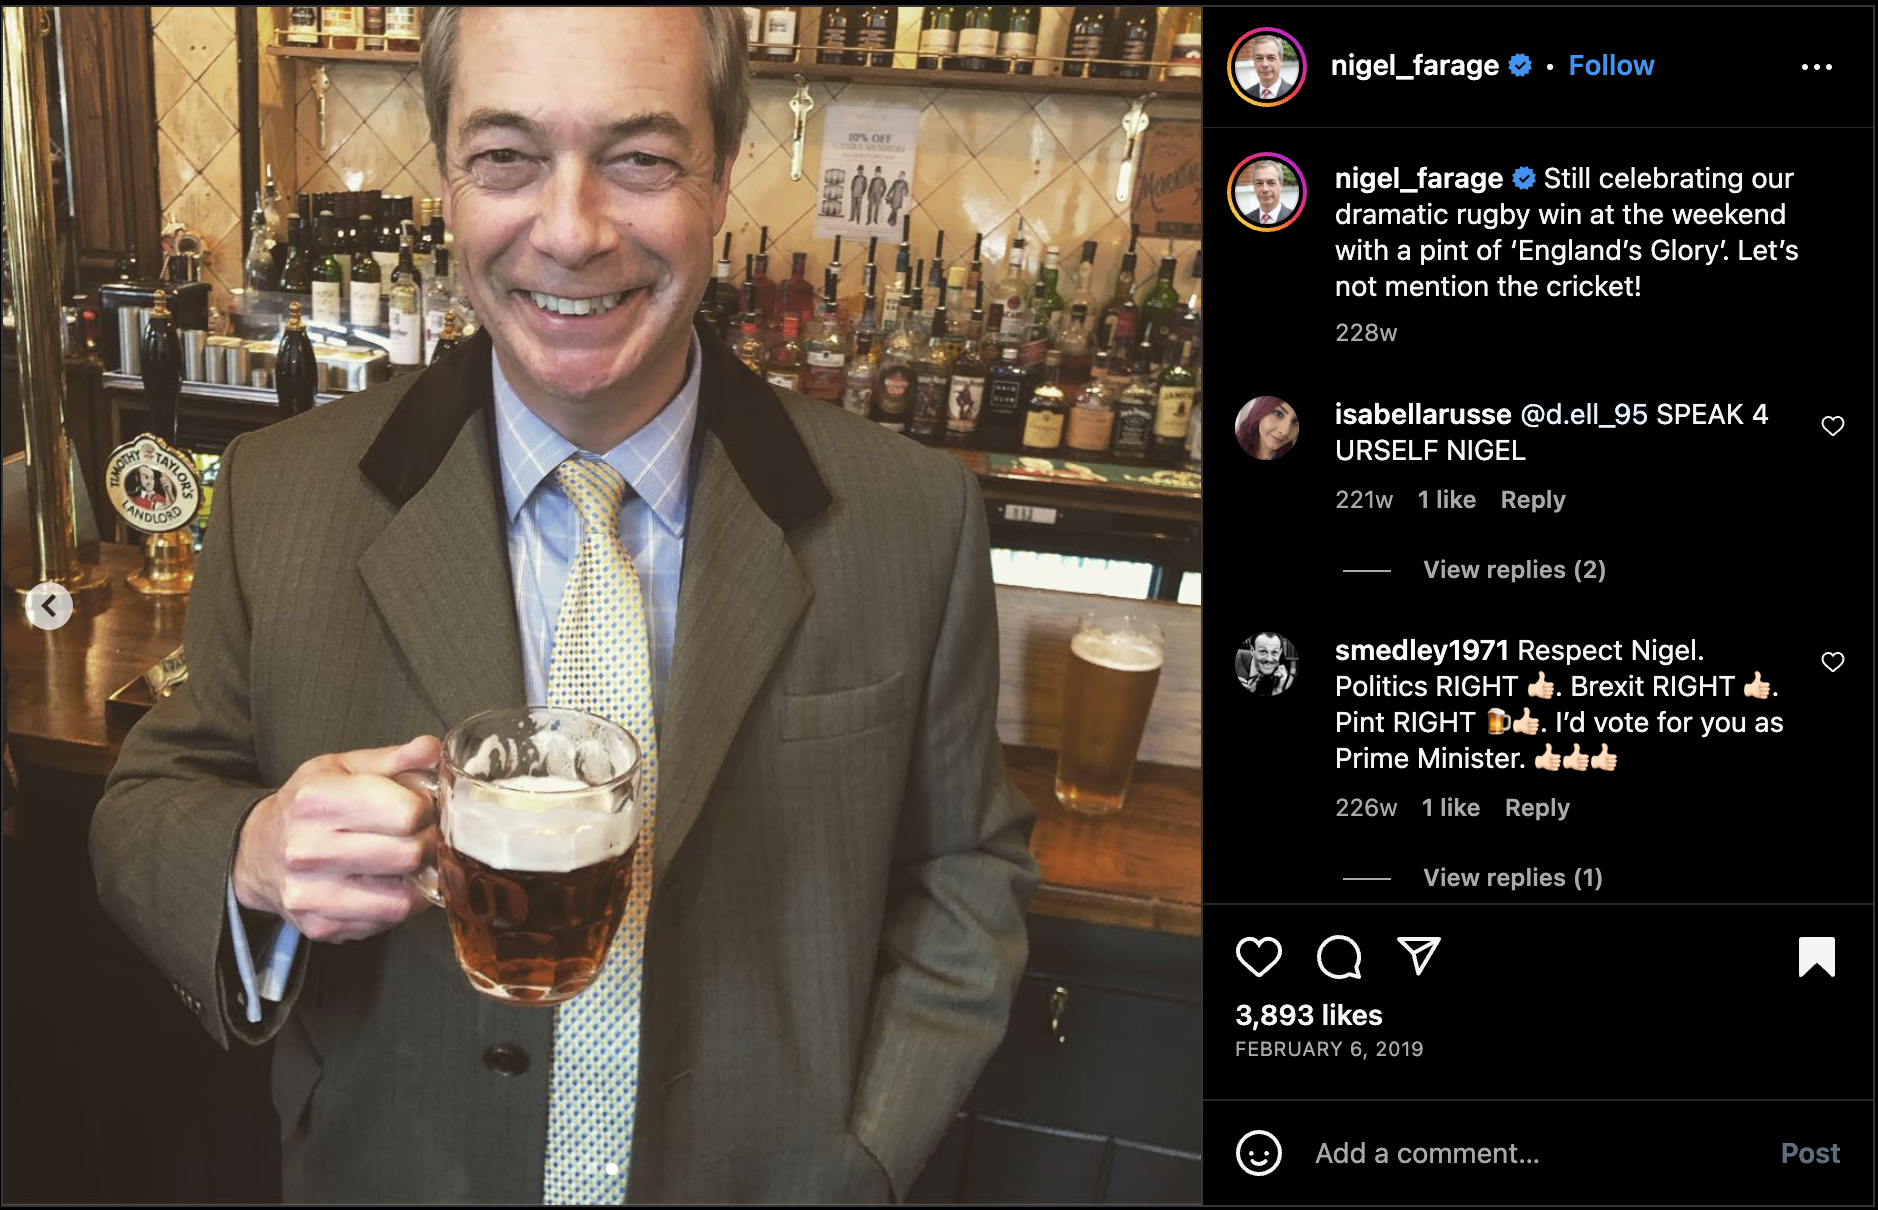 10% OFF
CAMRA MEMBERS
TIMOTHY TAYLOR'S
LANDLORD
nigel_farage • Follow
nigel_farage Still celebrating our
dramatic rugby win at the weekend
with a pint of ‘England’s Glory’. Let’s
not mention the cricket!
228w
isabellarusse @d.ell_95 SPEAK 4
URSELF NIGEL
221w 1 like Reply
View replies (2)
smedley1971 Respect Nigel.
Politics RIGHT 👍🏻. Brexit RIGHT 👍🏻.
Pint RIGHT 🍺👍🏻. I’d vote for you as
Prime Minister. 👍🏻👍🏻👍🏻
226w 1 like Reply
View replies (1)
3,893 likes
FEBRUARY 6, 2019
Add a comment...
Post